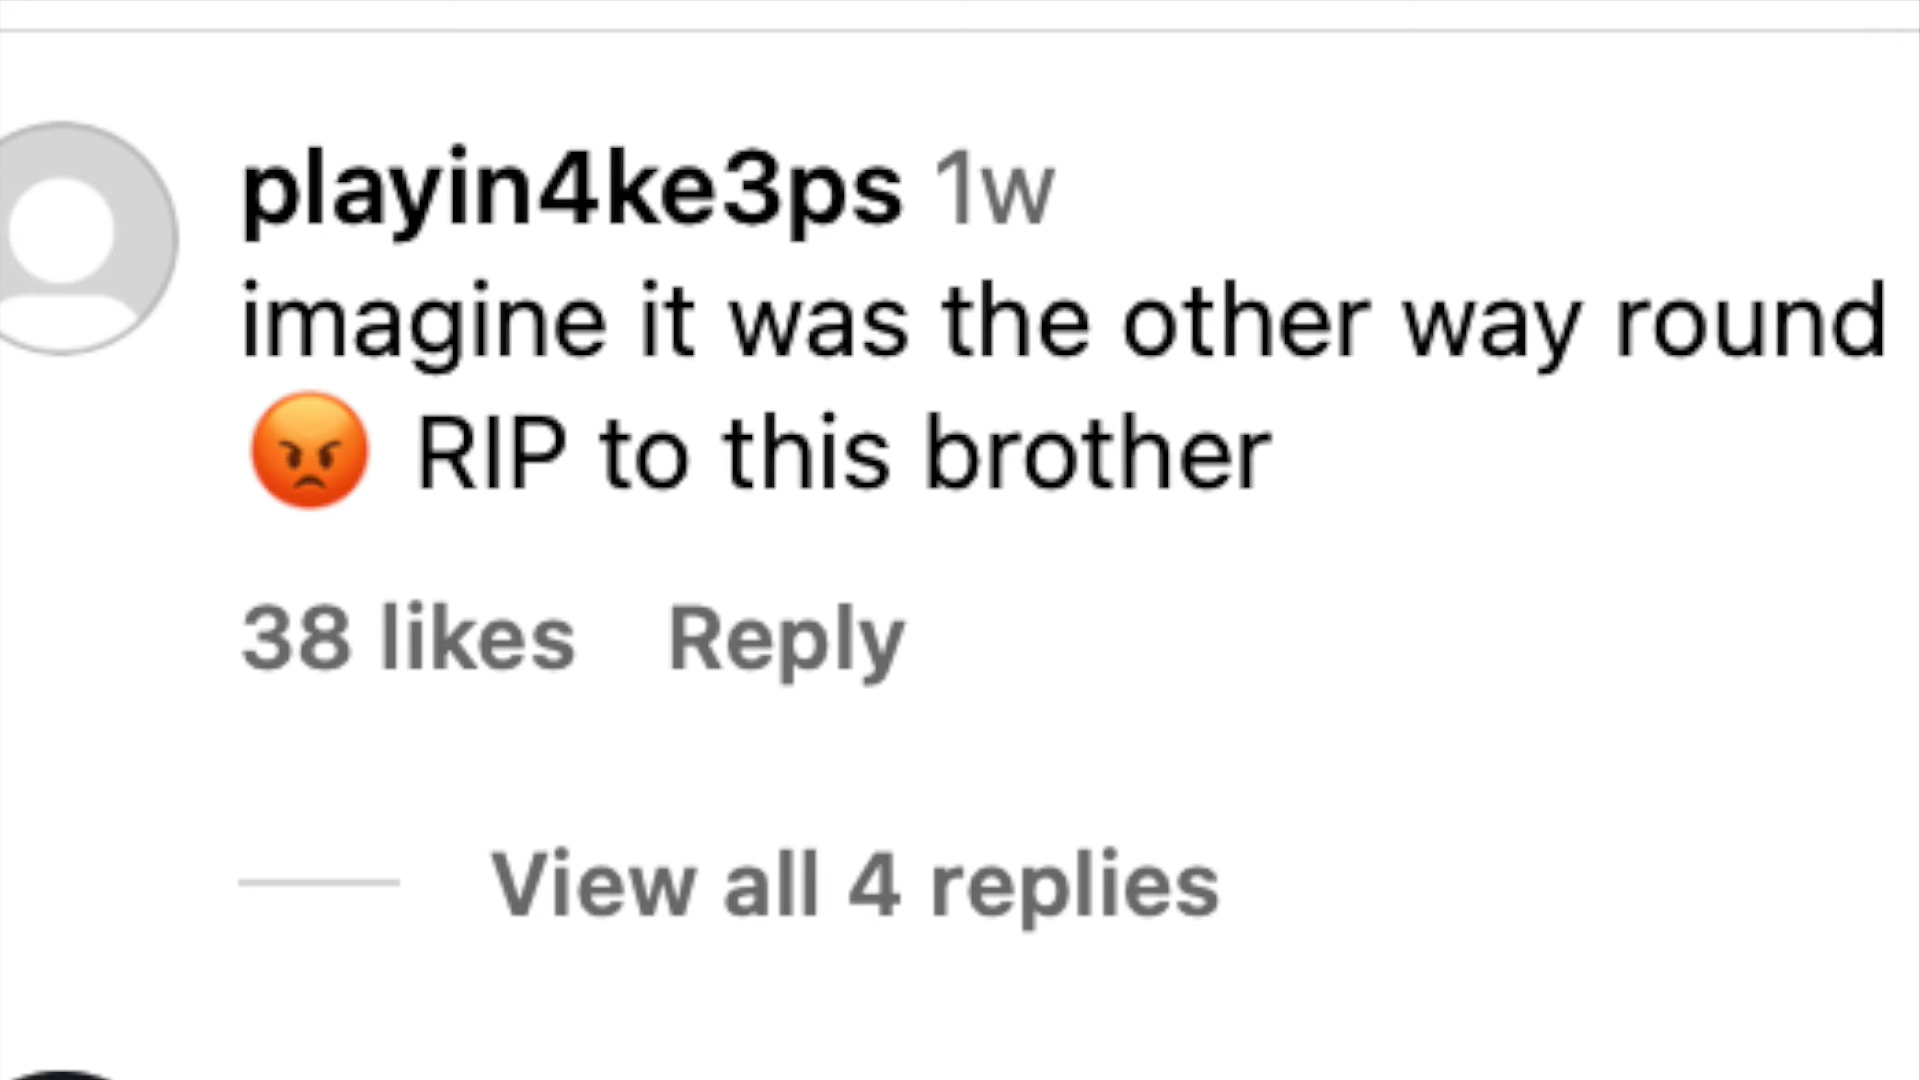 playin4ke3ps 1w
imagine it was the other way round
😡 RIP to this brother
38 likes Reply
View all 4 replies